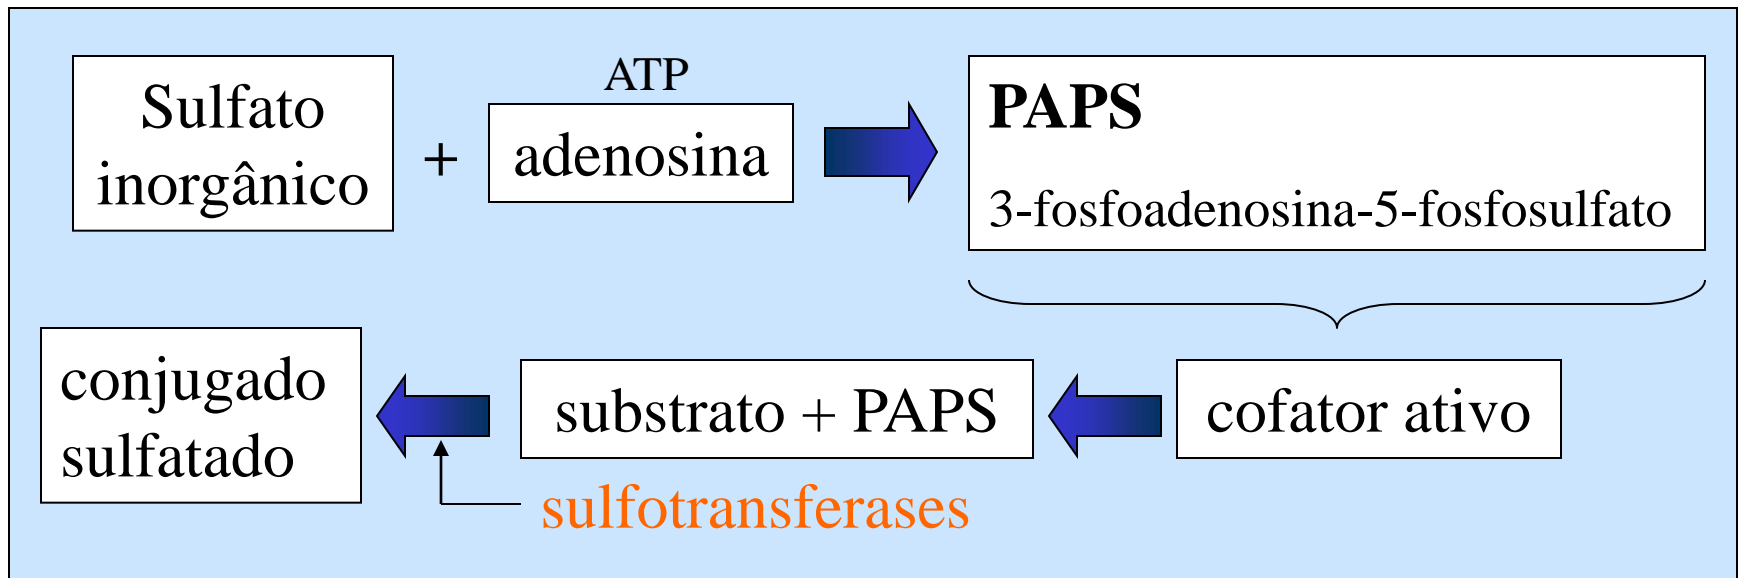 Sulfato
inorgânico
+
ATP
adenosina
PAPS
3-fosfoadenosina-5-fosfosulfato
cofator ativo
substrato + PAPS
sulfotransferases
conjugado
sulfatado